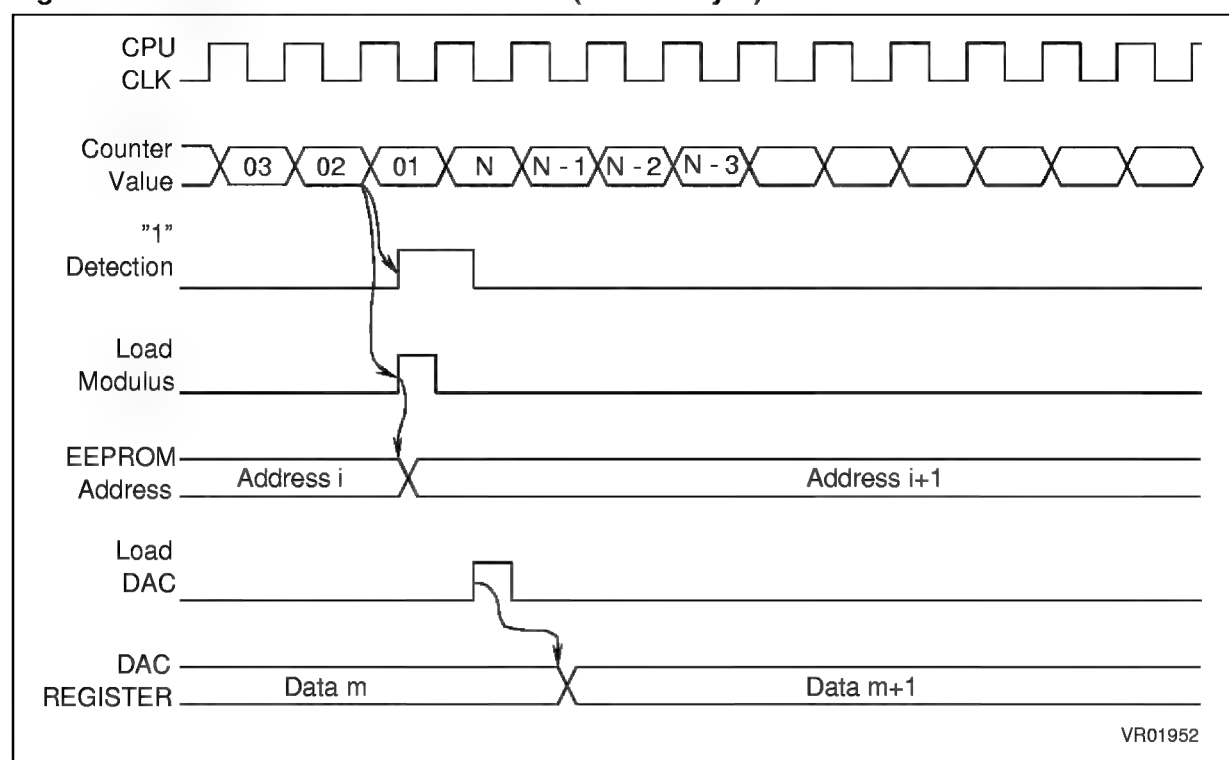 CPU
CLK
Counter
Value
03 02 01 N N - 1 N - 2 N - 3
"1"
Detection
Load
Modulus
EEPROM
Address
Address i Address i+1
Load
DAC
DAC
REGISTER
Data m Data m+1
VR01952